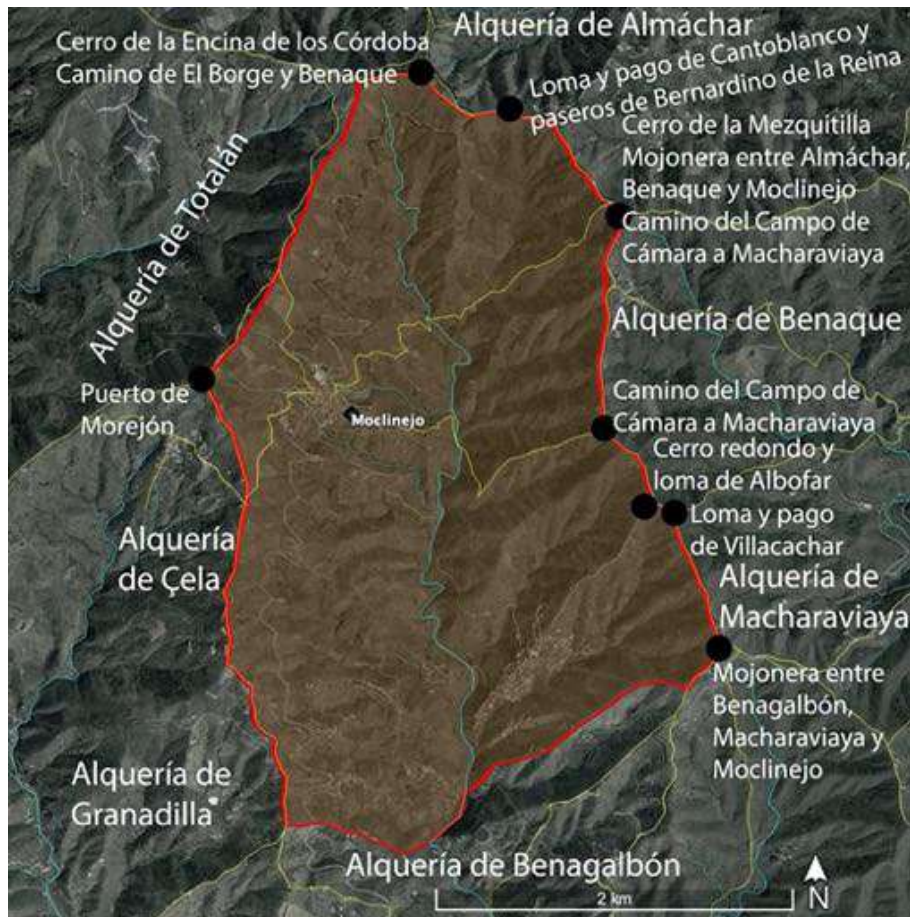 Alquería de Almáchar
Cerro de la Encina de los Córdoba
Camino de El Borge y Benaque
Loma y pago de Cantoblanco y
paseros de Bernardino de la Reina
Cerro de la Mezquitilla
Mojonera entre Almáchar,
Benaque y Moclinejo
Camino del Campo de
Cámara a Macharaviaya
Alquería de Totalán
Alquería de Benaque
Puerto de
Morejón
Moclinejo
Camino del Campo de
Cámara a Macharaviaya
Cerro redondo y
loma de Albofar
Loma y pago
de Villacachar
Alquería
de Çela
Alquería de
Macharaviaya
Mojonera entre
Benagalbón,
Macharaviaya y
Moclinejo
Alquería de
Granadilla
Alquería de Benagalbón
2 km
N